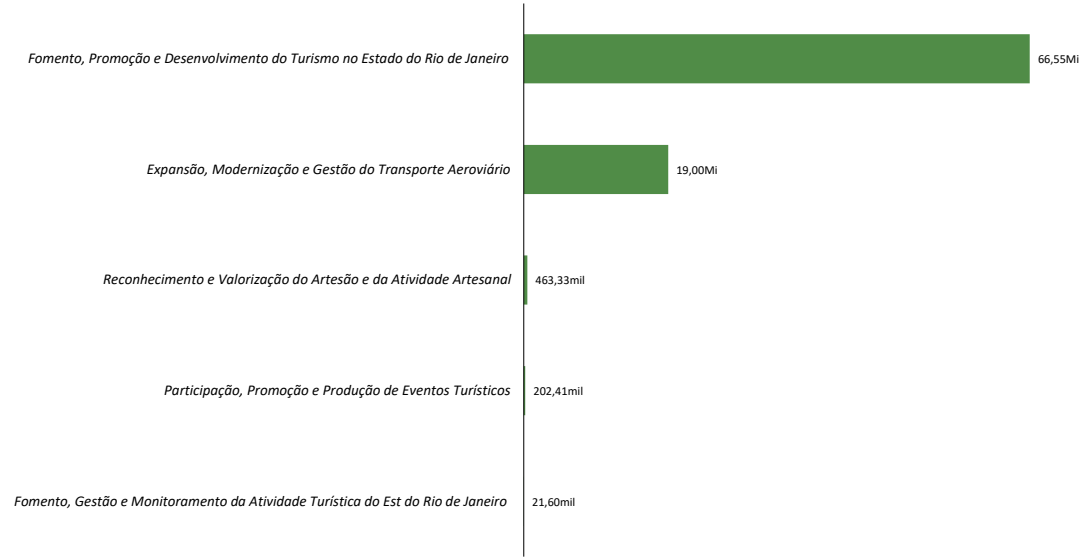 Fomento, Promoção e Desenvolvimento do Turismo no Estado do Rio de Janeiro 66,55Mi
Expansão, Modernização e Gestão do Transporte Aeroviário 19,00Mi
Reconhecimento e Valorização do Artesão e da Atividade Artesanal 463,33mil
Participação, Promoção e Produção de Eventos Turísticos 202,41mil
Fomento, Gestão e Monitoramento da Atividade Turística do Est do Rio de Janeiro 21,60mil